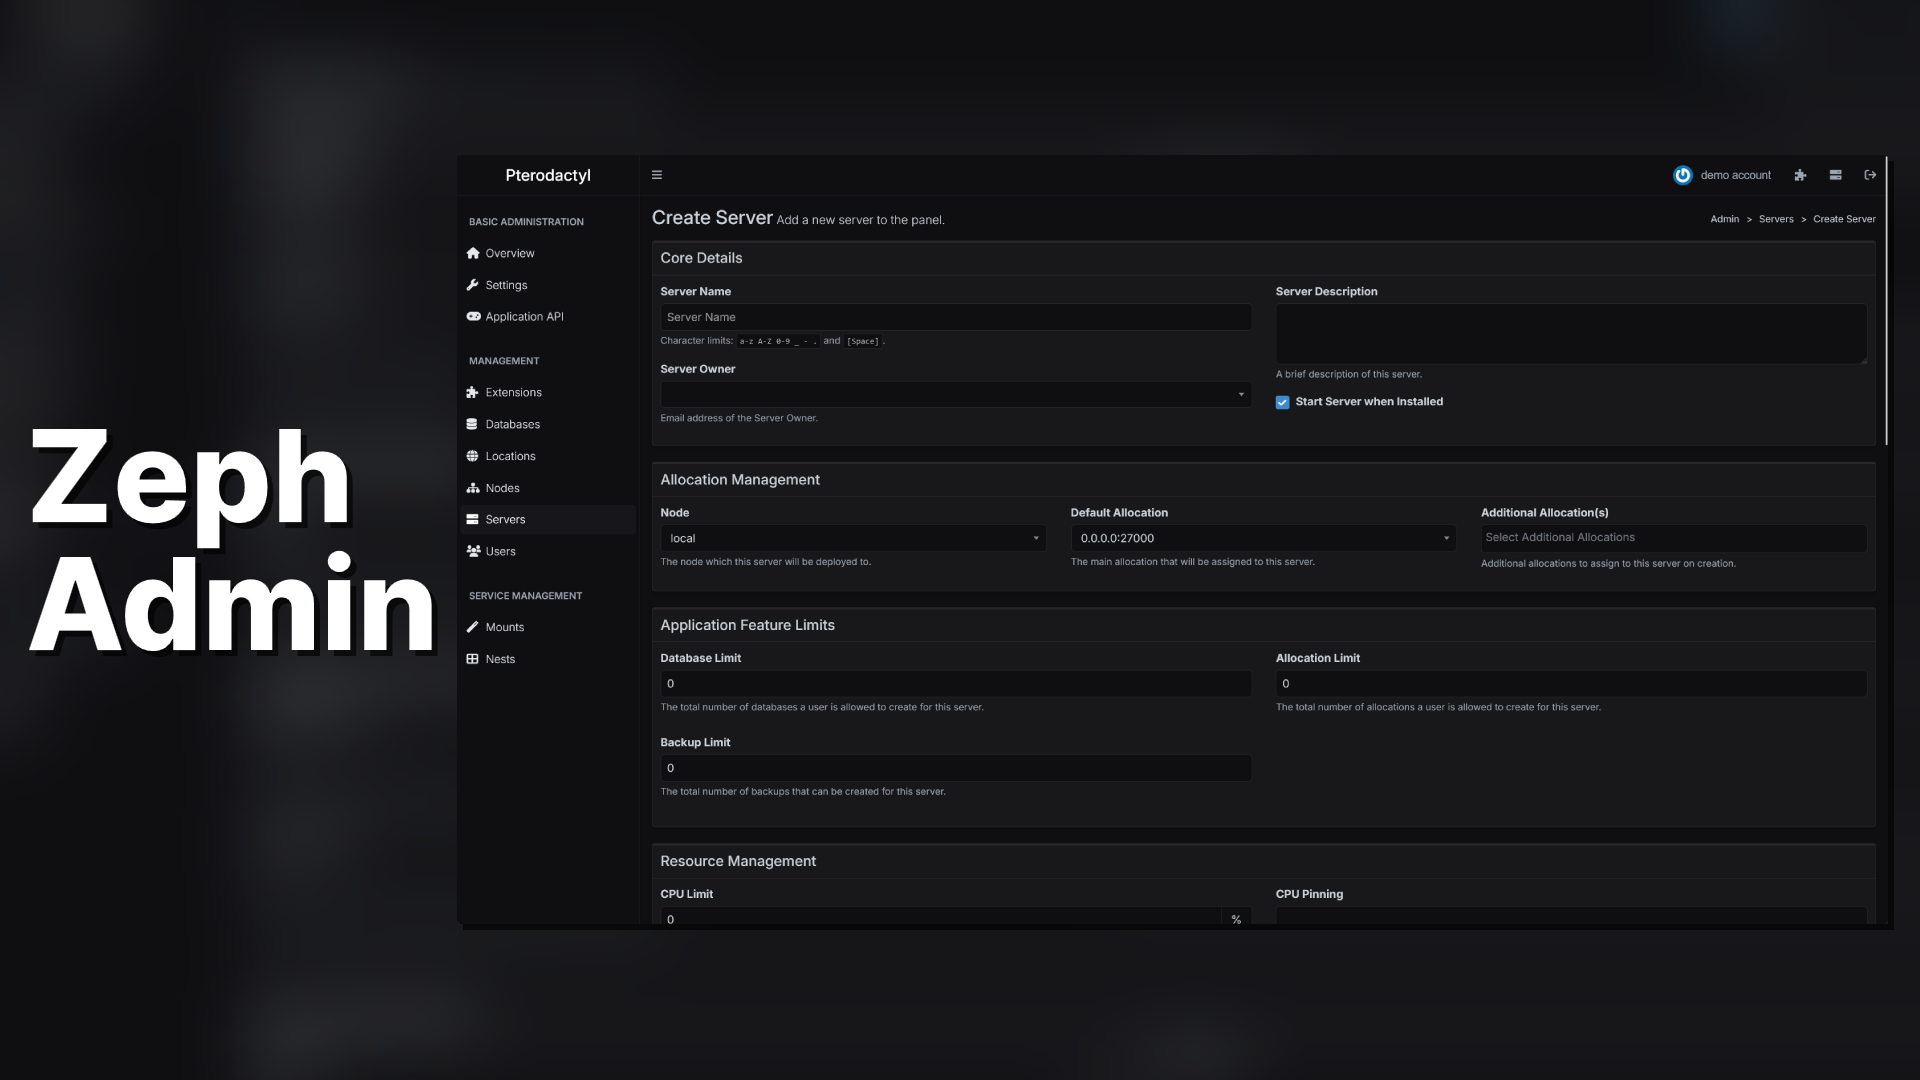 Zeph
Admin
Pterodactyl
demo account
BASIC ADMINISTRATION
Overview
Settings
Application API
MANAGEMENT
Extensions
Databases
Locations
Nodes
Servers
Users
SERVICE MANAGEMENT
Mounts
Nests
Create Server Add a new server to the panel.
Admin > Servers > Create Server
Core Details
Server Name
Server Name
Character limits: a-z A-Z 0-9 _ - . and [Space] .
Server Owner
Email address of the Server Owner.
Server Description
A brief description of this server.
Start Server when Installed
Allocation Management
Node
local
The node which this server will be deployed to.
Default Allocation
0.0.0.0:27000
The main allocation that will be assigned to this server.
Additional Allocation(s)
Select Additional Allocations
Additional allocations to assign to this server on creation.
Application Feature Limits
Database Limit
0
The total number of databases a user is allowed to create for this server.
Allocation Limit
0
The total number of allocations a user is allowed to create for this server.
Backup Limit
0
The total number of backups that can be created for this server.
Resource Management
CPU Limit
0 %
CPU Pinning